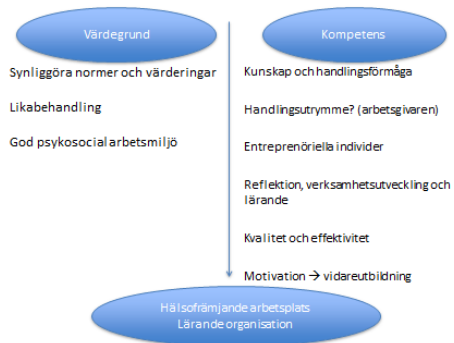 Värdegrund
Synliggöra normer och värderingar
Likabehandling
God psykosocial arbetsmiljö
Kompetens
Kunskap och handlingsförmåga
Handlingsutrymme? (arbetsgivaren)
Entreprenöriella individer
Reflektion, verksamhetsutveckling och
lärande
Kvalitet och effektivitet
Motivation → vidareutbildning
Hälsofrämjande arbetsplats
Lärande organisation